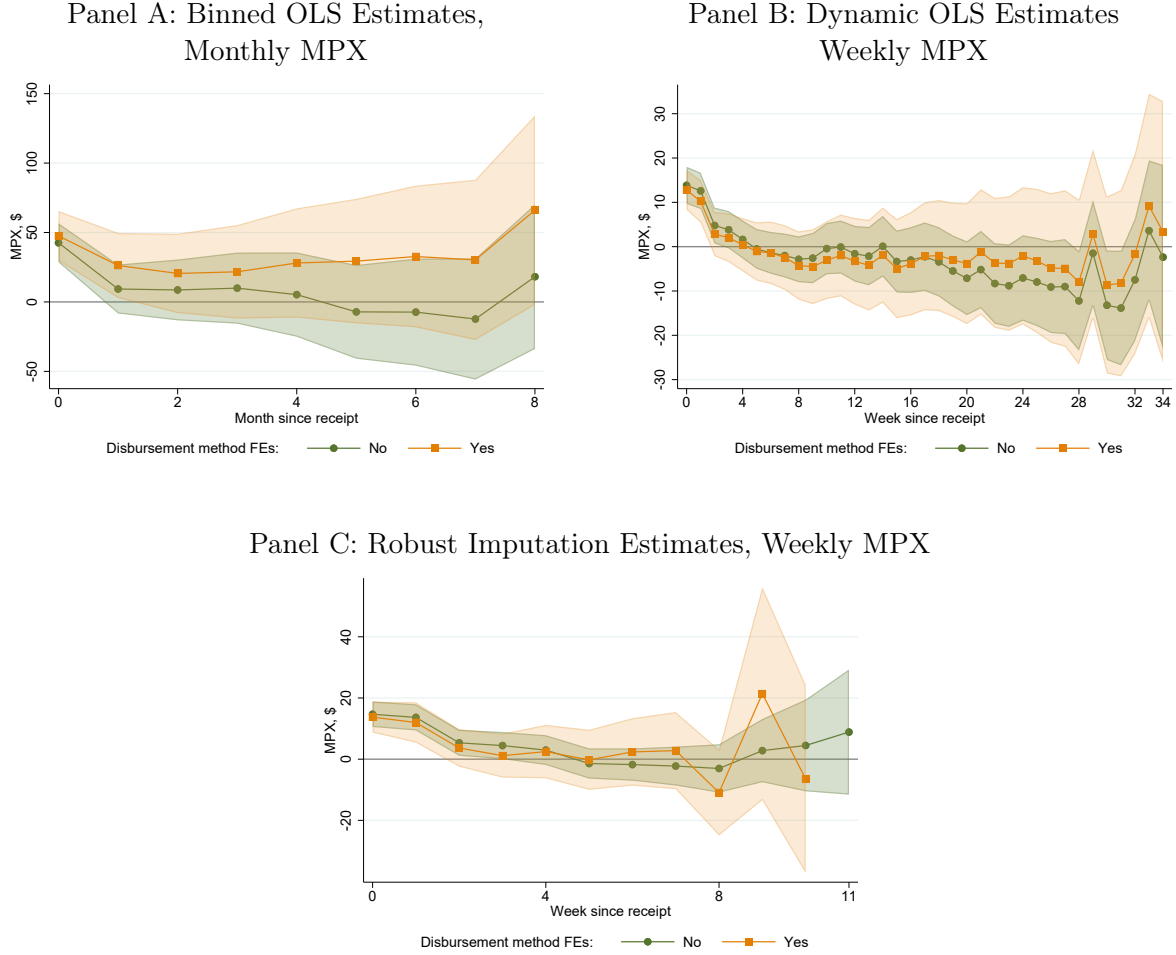 Panel A: Binned OLS Estimates,
Monthly MPX
MPX, $
150
100
50
0
-50
0 2 4 6 8
Month since receipt
Disbursement method FEs: No Yes
Panel B: Dynamic OLS Estimates
Weekly MPX
MPX, $
30
20
10
0
-10
-20
-30
0 4 8 12 16 20 24 28 32 34
Week since receipt
Disbursement method FEs: No Yes
Panel C: Robust Imputation Estimates, Weekly MPX
MPX, $
40
20
0
-20
0 4 8 11
Week since receipt
Disbursement method FEs: No Yes